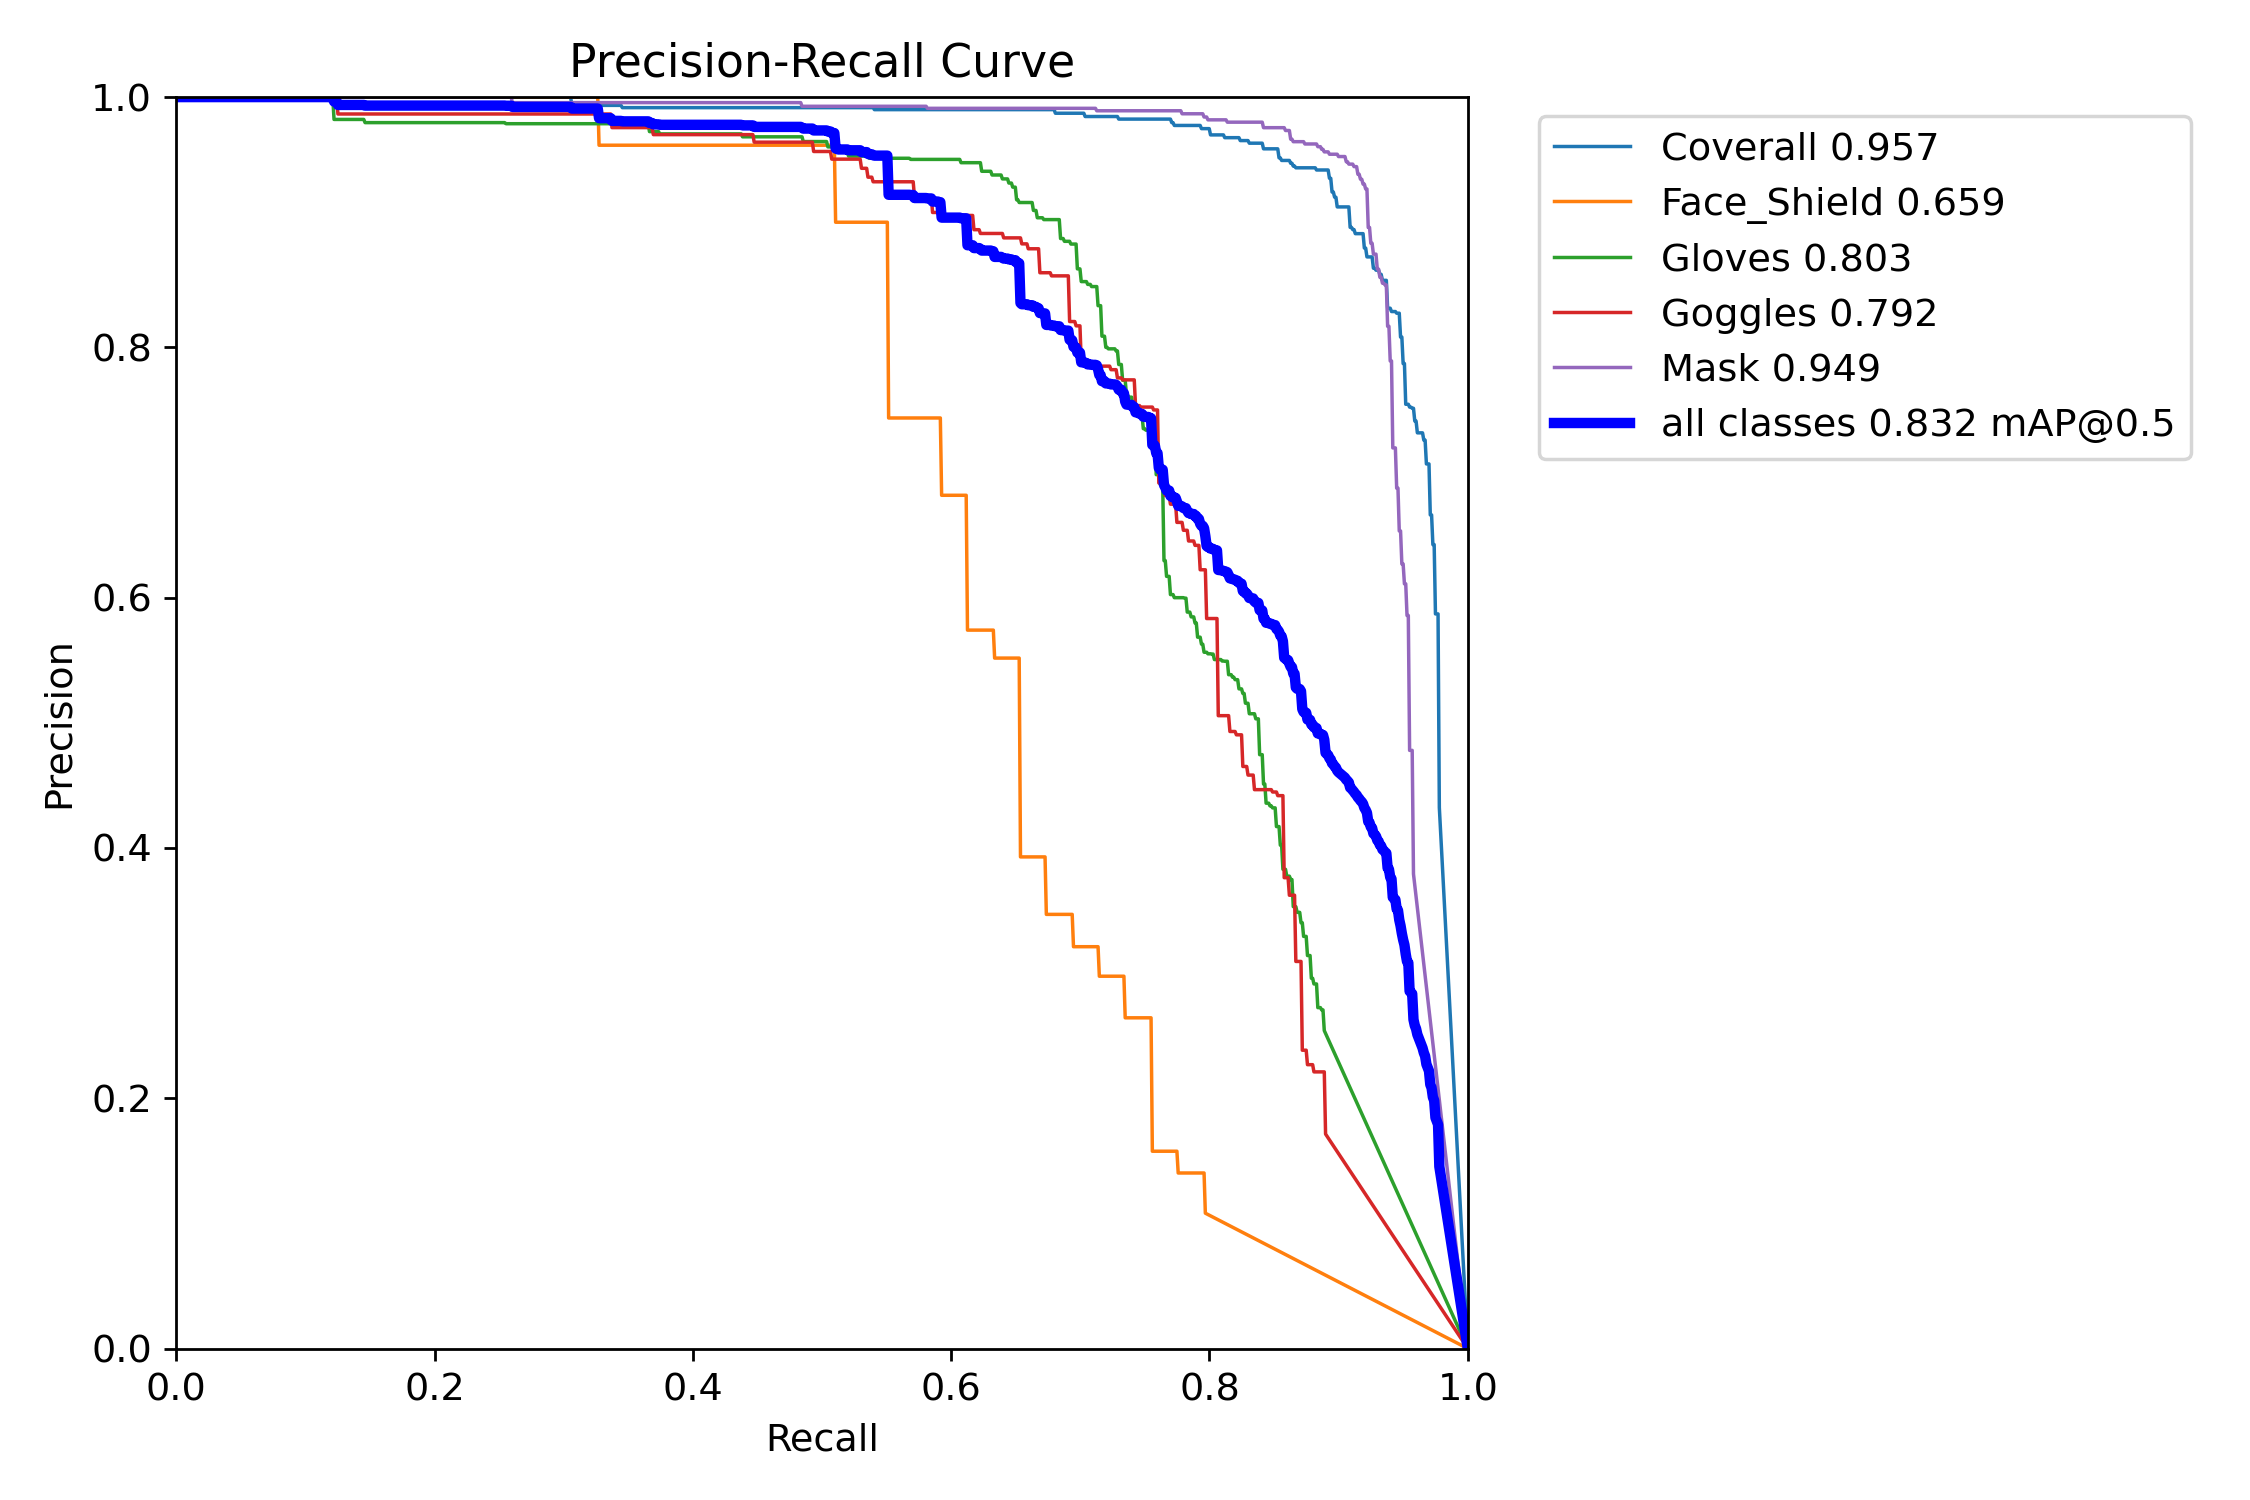 Precision-Recall Curve
1.0
0.8
0.6
0.4
0.2
0.0
Precision
0.0 0.2 0.4 0.6 0.8 1.0
Recall
Coverall 0.957
Face_Shield 0.659
Gloves 0.803
Goggles 0.792
Mask 0.949
all classes 0.832 mAP@0.5